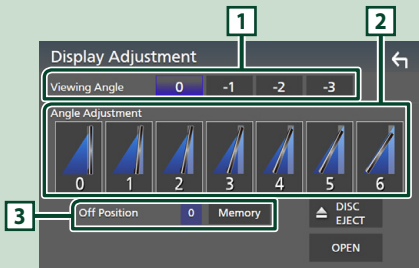 1
2
Display Adjustment
Viewing Angle 0 -1 -2 -3
Angle Adjustment
0 1 2 3 4 5 6
3
Off Position 0 Memory
DISC
EJECT
OPEN